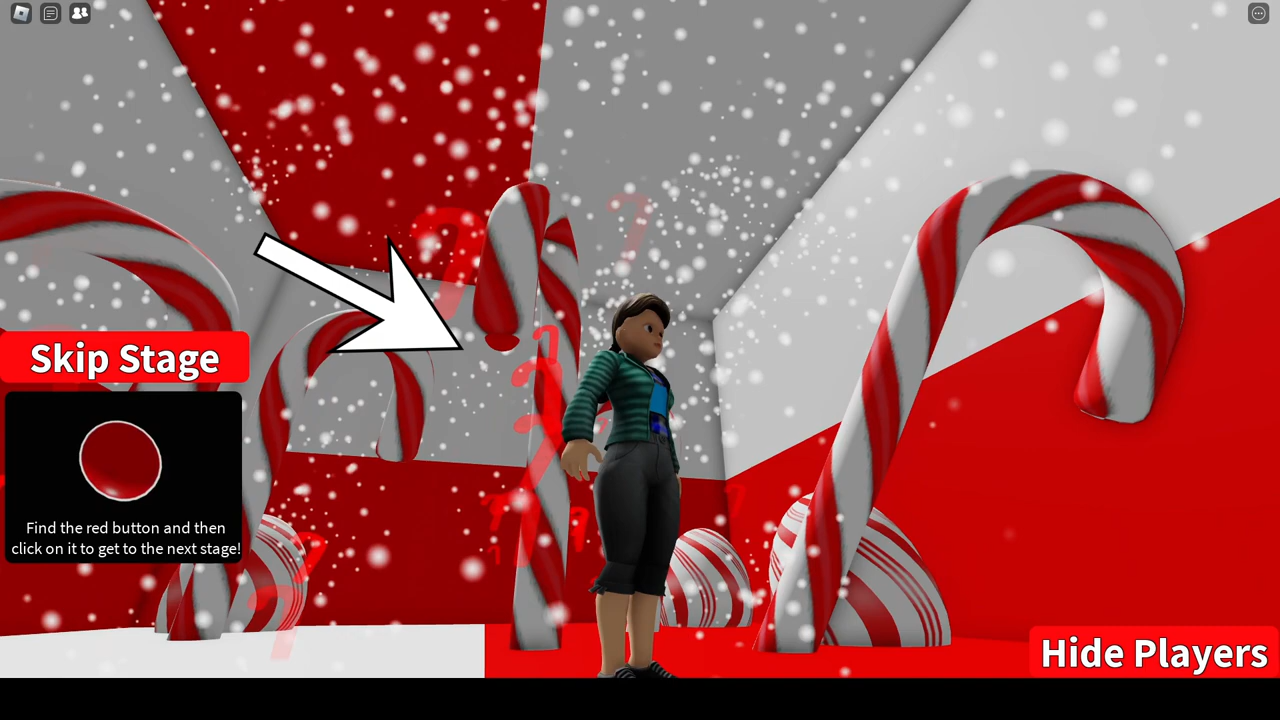 Skip Stage
Find the red button and then
click on it to get to the next stage!
Hide Players